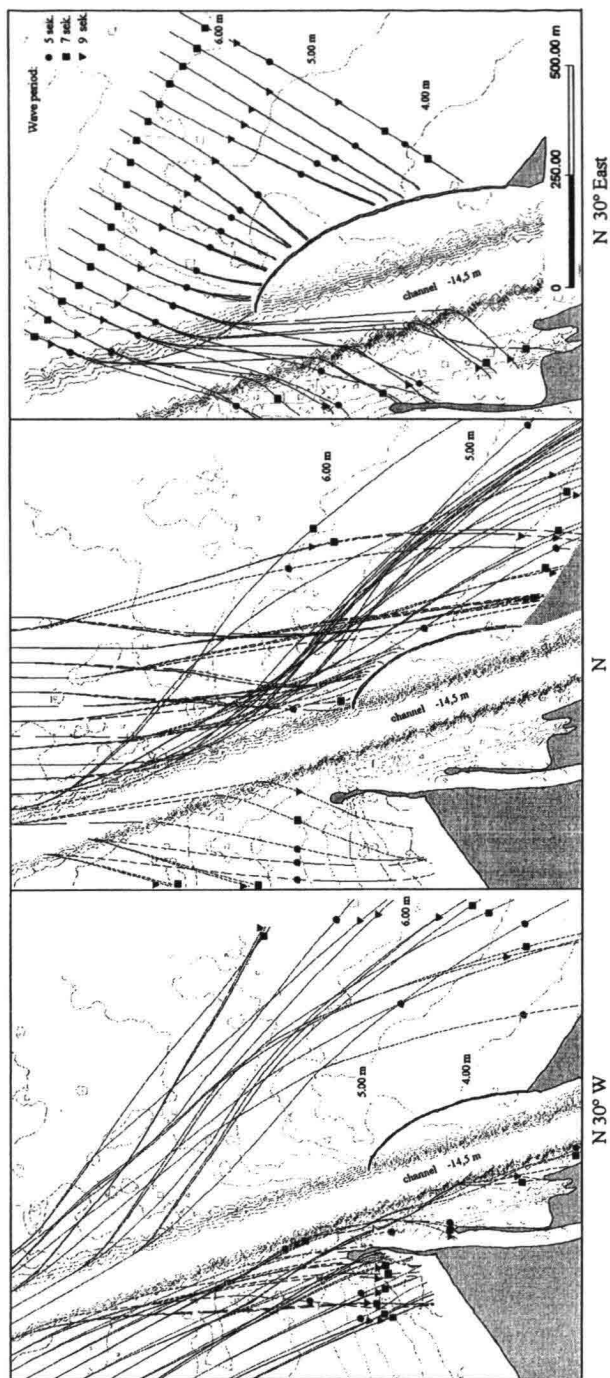 Wave period:
● 5 sek.
■ 7 sek.
▼ 9 sek.
6.00 m
5.00 m
4.00 m
channel -14,5 m
0 250.00 500.00 m
N 30° East
6.00 m
5.00 m
channel -14,5 m
N
6.00 m
5.00 m
4.00 m
channel -14,5 m
N 30° W